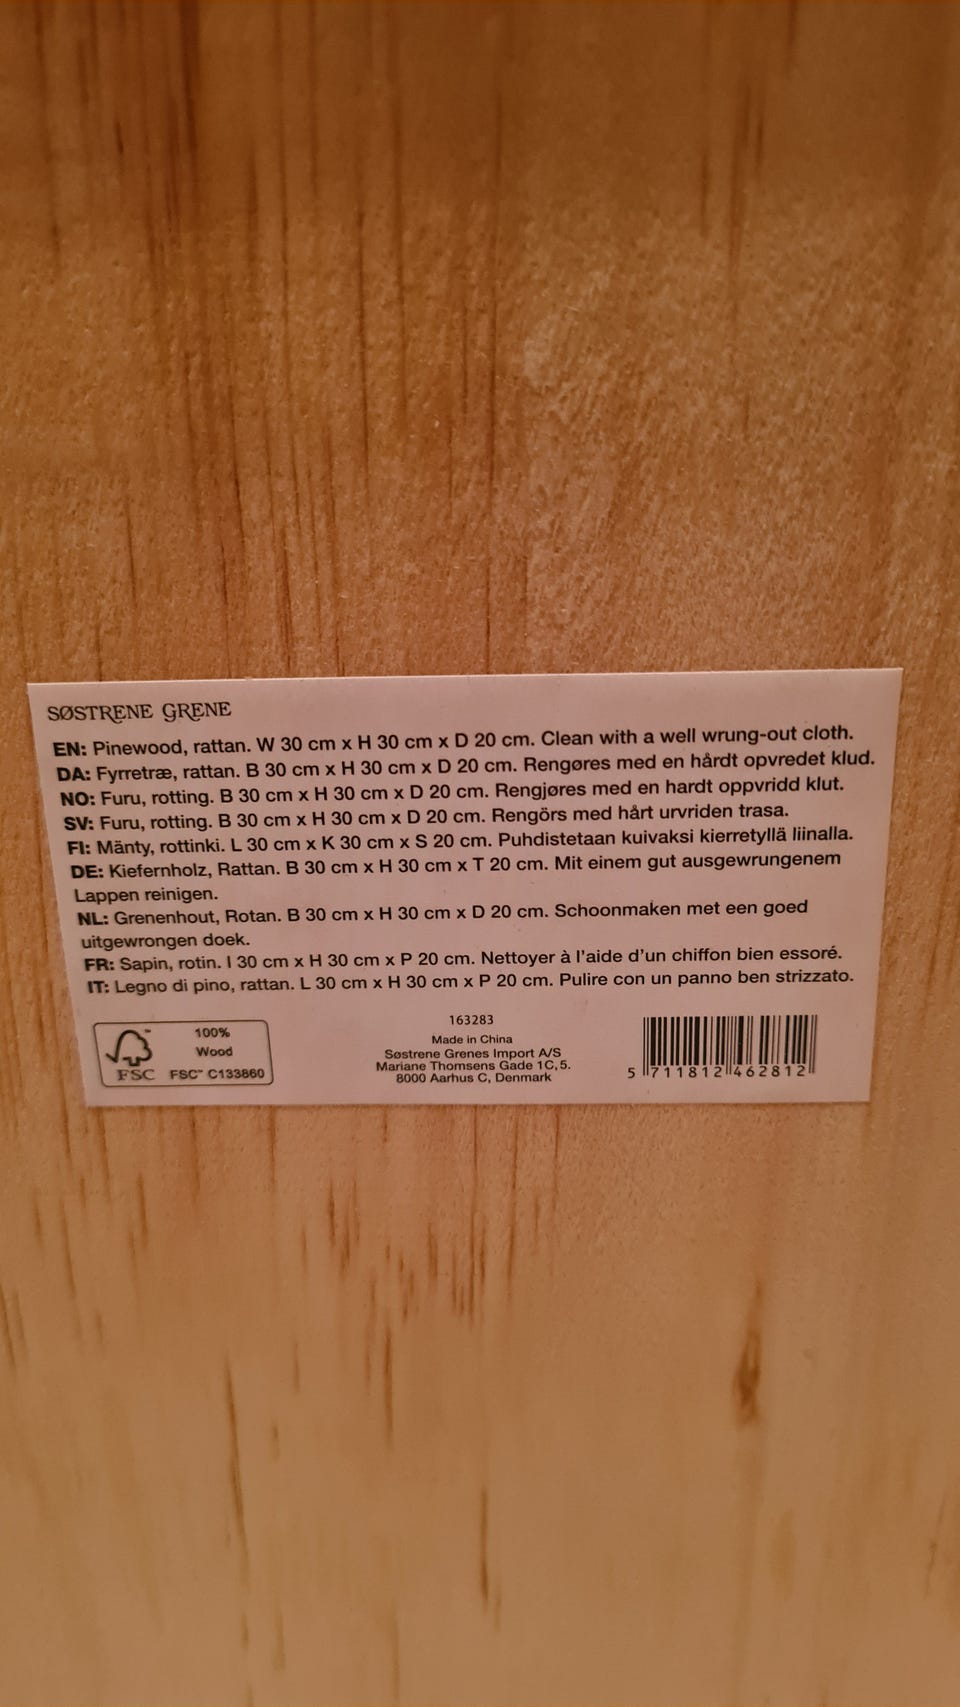 SØSTRENE GRENE
EN: Pinewood, rattan. W 30 cm x H 30 cm x D 20 cm. Clean with a well wrung-out cloth.
DA: Fyrretræ, rattan. B 30 cm x H 30 cm x D 20 cm. Rengøres med en hårdt opvredet klud.
NO: Furu, rotting. B 30 cm x H 30 cm x D 20 cm. Rengjøres med en hardt oppvridd klut.
SV: Furu, rotting. B 30 cm x H 30 cm x D 20 cm. Rengörs med hårt urvriden trasa.
FI: Mänty, rottinki. L 30 cm x K 30 cm x S 20 cm. Puhdistetaan kuivaksi kierretyllä liinalla.
DE: Kiefernholz, Rattan. B 30 cm x H 30 cm x T 20 cm. Mit einem gut ausgewrungenem
Lappen reinigen.
NL: Grenenhout, Rotan. B 30 cm x H 30 cm x D 20 cm. Schoonmaken met een goed
uitgewrongen doek.
FR: Sapin, rotin. l 30 cm x H 30 cm x P 20 cm. Nettoyer à l'aide d'un chiffon bien essoré.
IT: Legno di pino, rattan. L 30 cm x H 30 cm x P 20 cm. Pulire con un panno ben strizzato.
100%
Wood
FSC FSC™ C133860
163283
Made in China
Søstrene Grenes Import A/S
Mariane Thomsens Gade 1C, 5.
8000 Aarhus C, Denmark
5 711812 462812